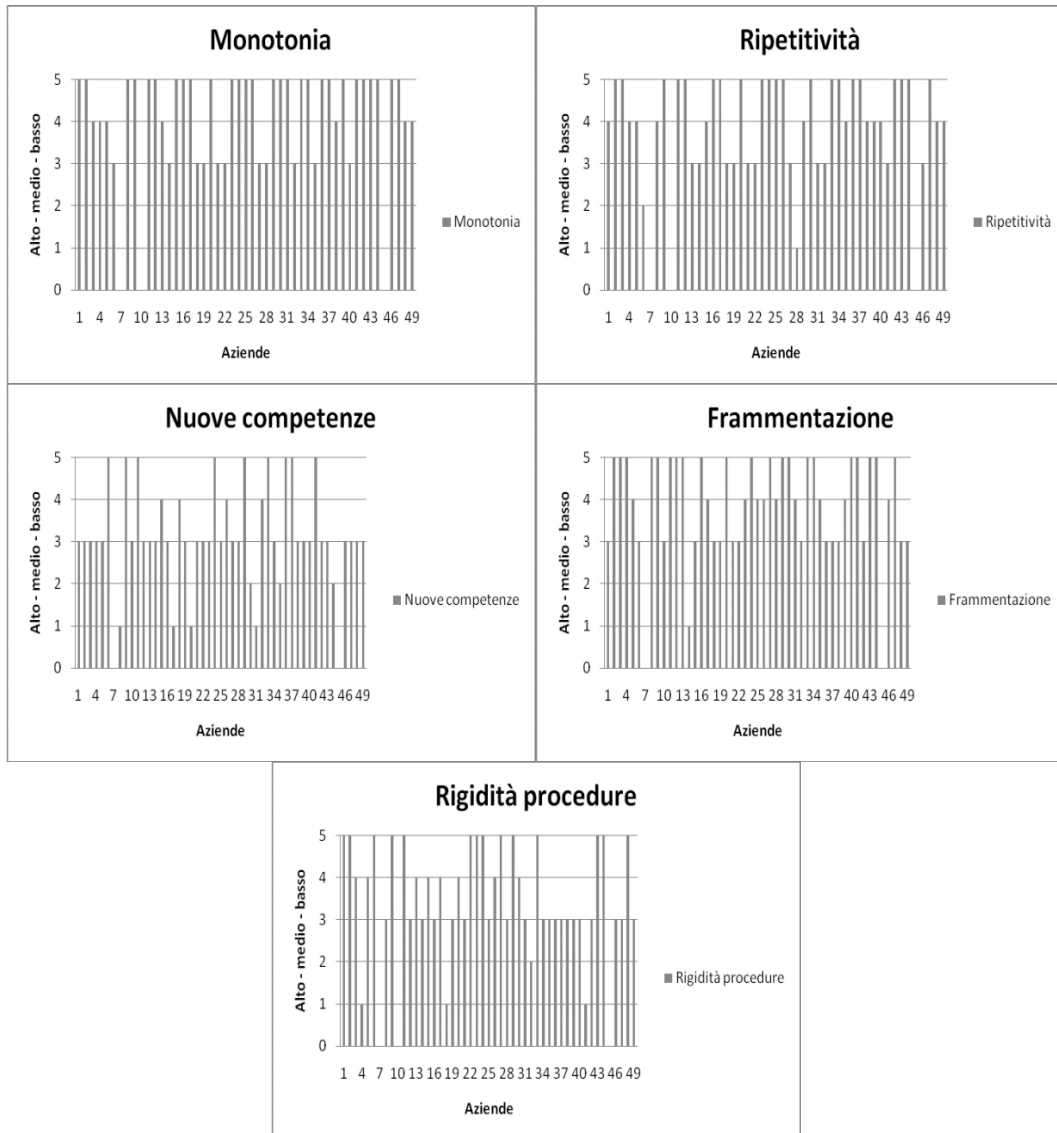 Monotonia
5
4
3
2
1
0
Alto - medio - basso
1 4 7 10 13 16 19 22 25 28 31 34 37 40 43 46 49
Aziende
Monotonia
Ripetitività
5
4
3
2
1
0
Alto - medio - basso
1 4 7 10 13 16 19 22 25 28 31 34 37 40 43 46 49
Aziende
Ripetitività
Nuove competenze
5
4
3
2
1
0
Alto - medio - basso
1 4 7 10 13 16 19 22 25 28 31 34 37 40 43 46 49
Aziende
Nuove competenze
Frammentazione
5
4
3
2
1
0
Alto - medio - basso
1 4 7 10 13 16 19 22 25 28 31 34 37 40 43 46 49
Aziende
Frammentazione
Rigidità procedure
5
4
3
2
1
0
Alto - medio - basso
1 4 7 10 13 16 19 22 25 28 31 34 37 40 43 46 49
Aziende
Rigidità procedure